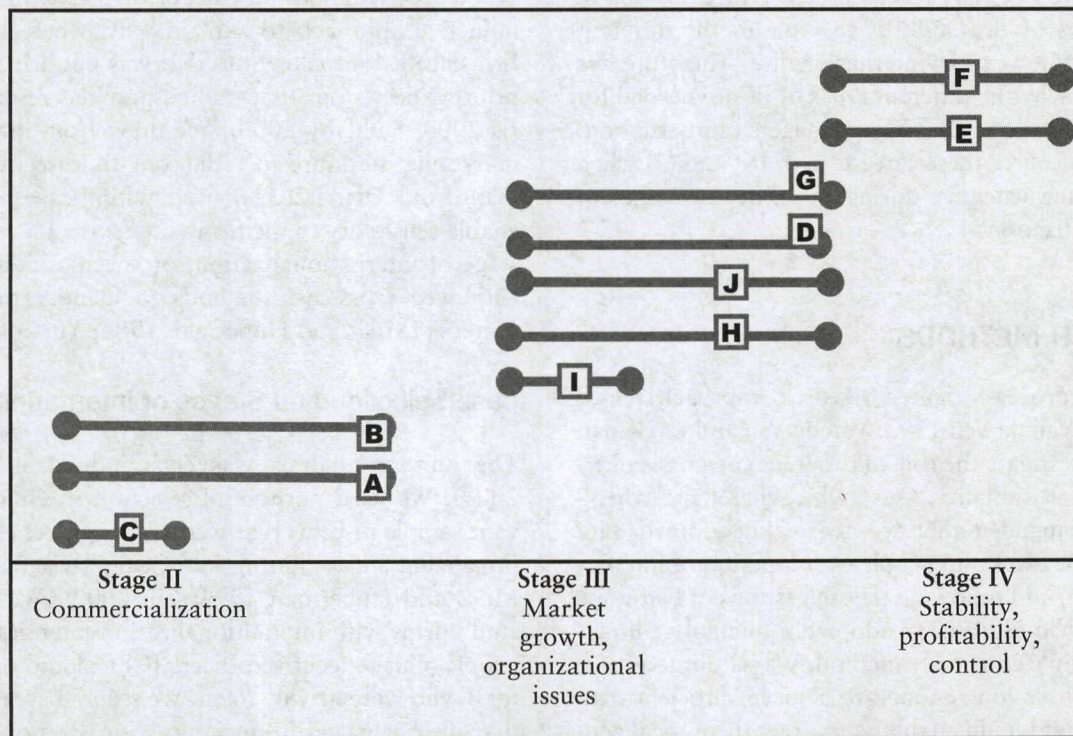 F
E
G
D
J
H
I
B
A
C
Stage II
Commercialization
Stage III
Market
growth,
organizational
issues
Stage IV
Stability,
profitability,
control